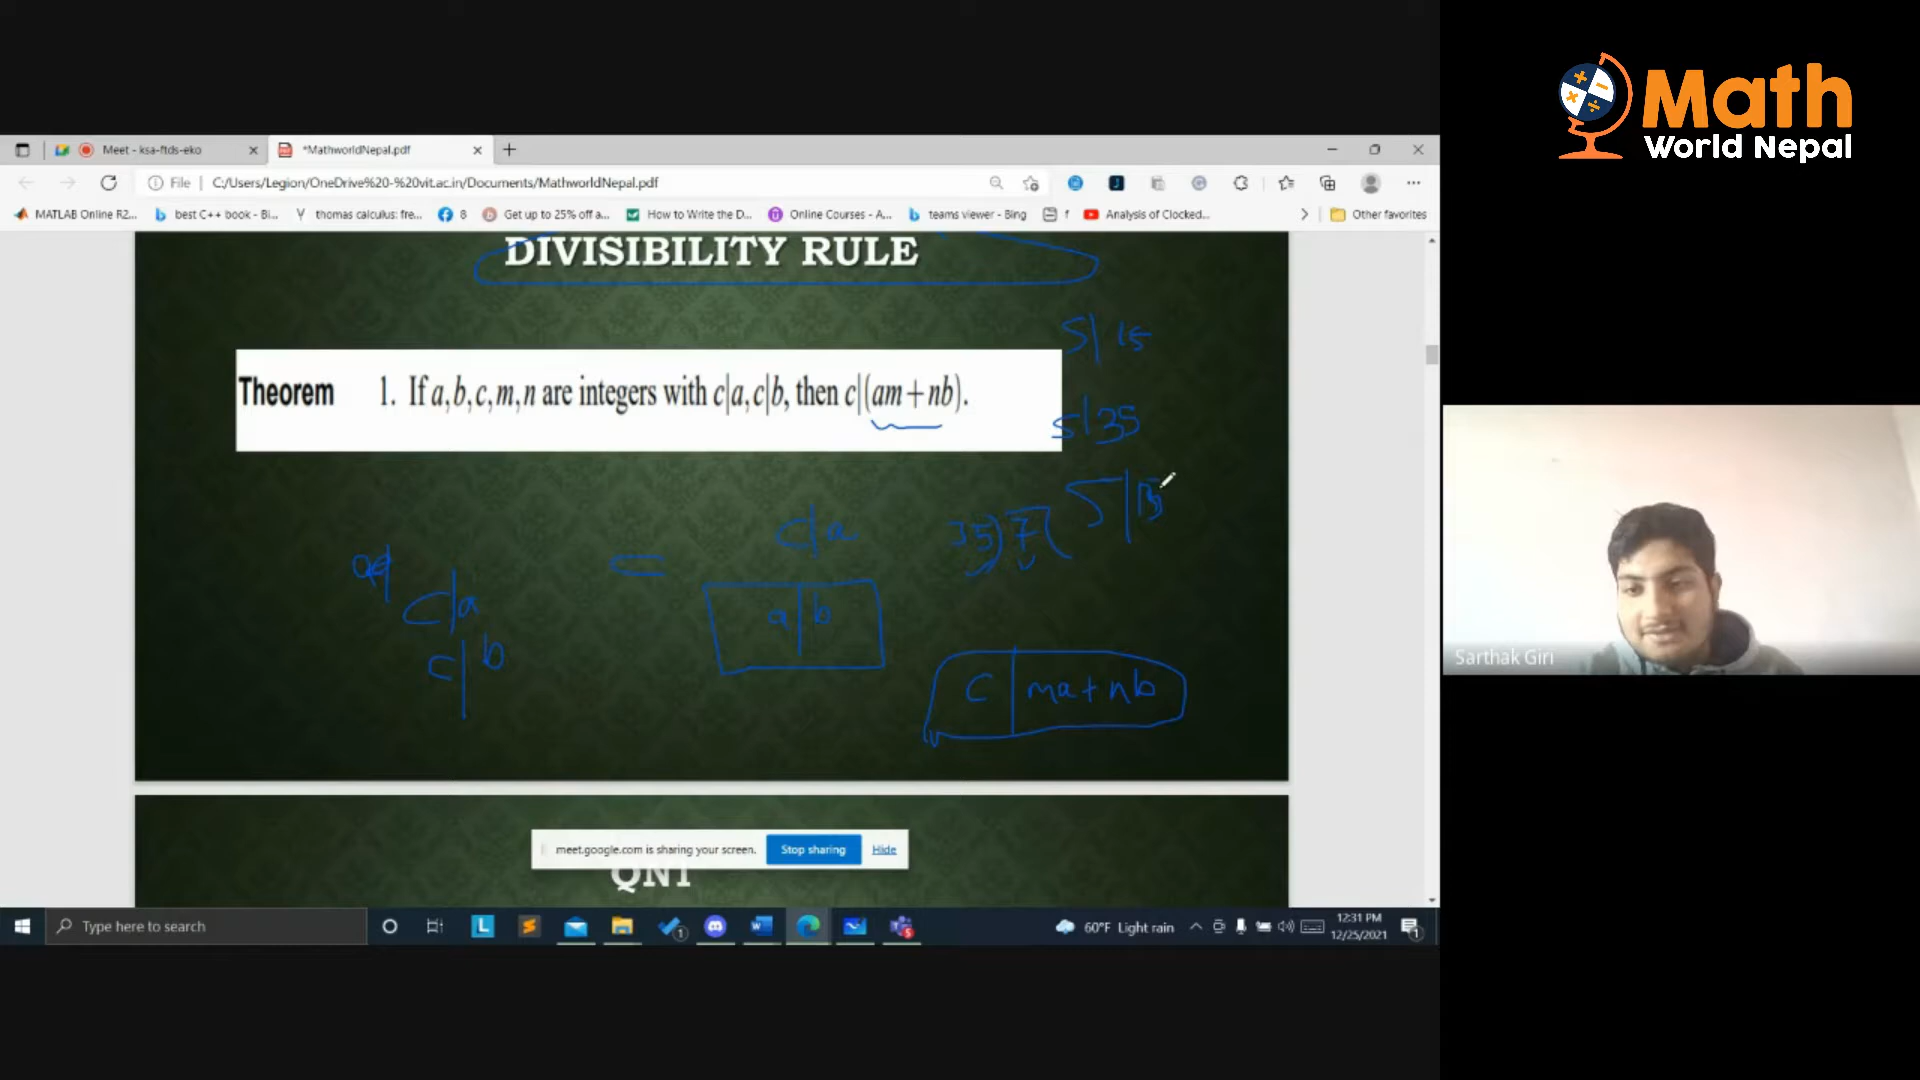 Math
World Nepal
Meet - ksa-ftds-eko
*MathworldNepal.pdf
File
C:/Users/Legion/OneDrive%20-%20vit.ac.in/Documents/MathworldNepal.pdf
MATLAB Online R2...
best C++ book - Bi...
thomas calculus: fre...
8
Get up to 25% off a...
How to Write the D...
Online Courses - A...
teams viewer - Bing
f
Analysis of Clocked...
Other favorites
DIVISIBILITY RULE
5| 15
Theorem 1. If a,b,c,m,n are integers with c|a,c|b, then c|(am+nb).
5|35
5|
c|a
35)7(
c|a
a|b
c|b
c | ma+nb
Sarthak Giri
meet.google.com is sharing your screen.
Stop sharing
Hide
QN1
Type here to search
60°F Light rain
12:31 PM
12/25/2021